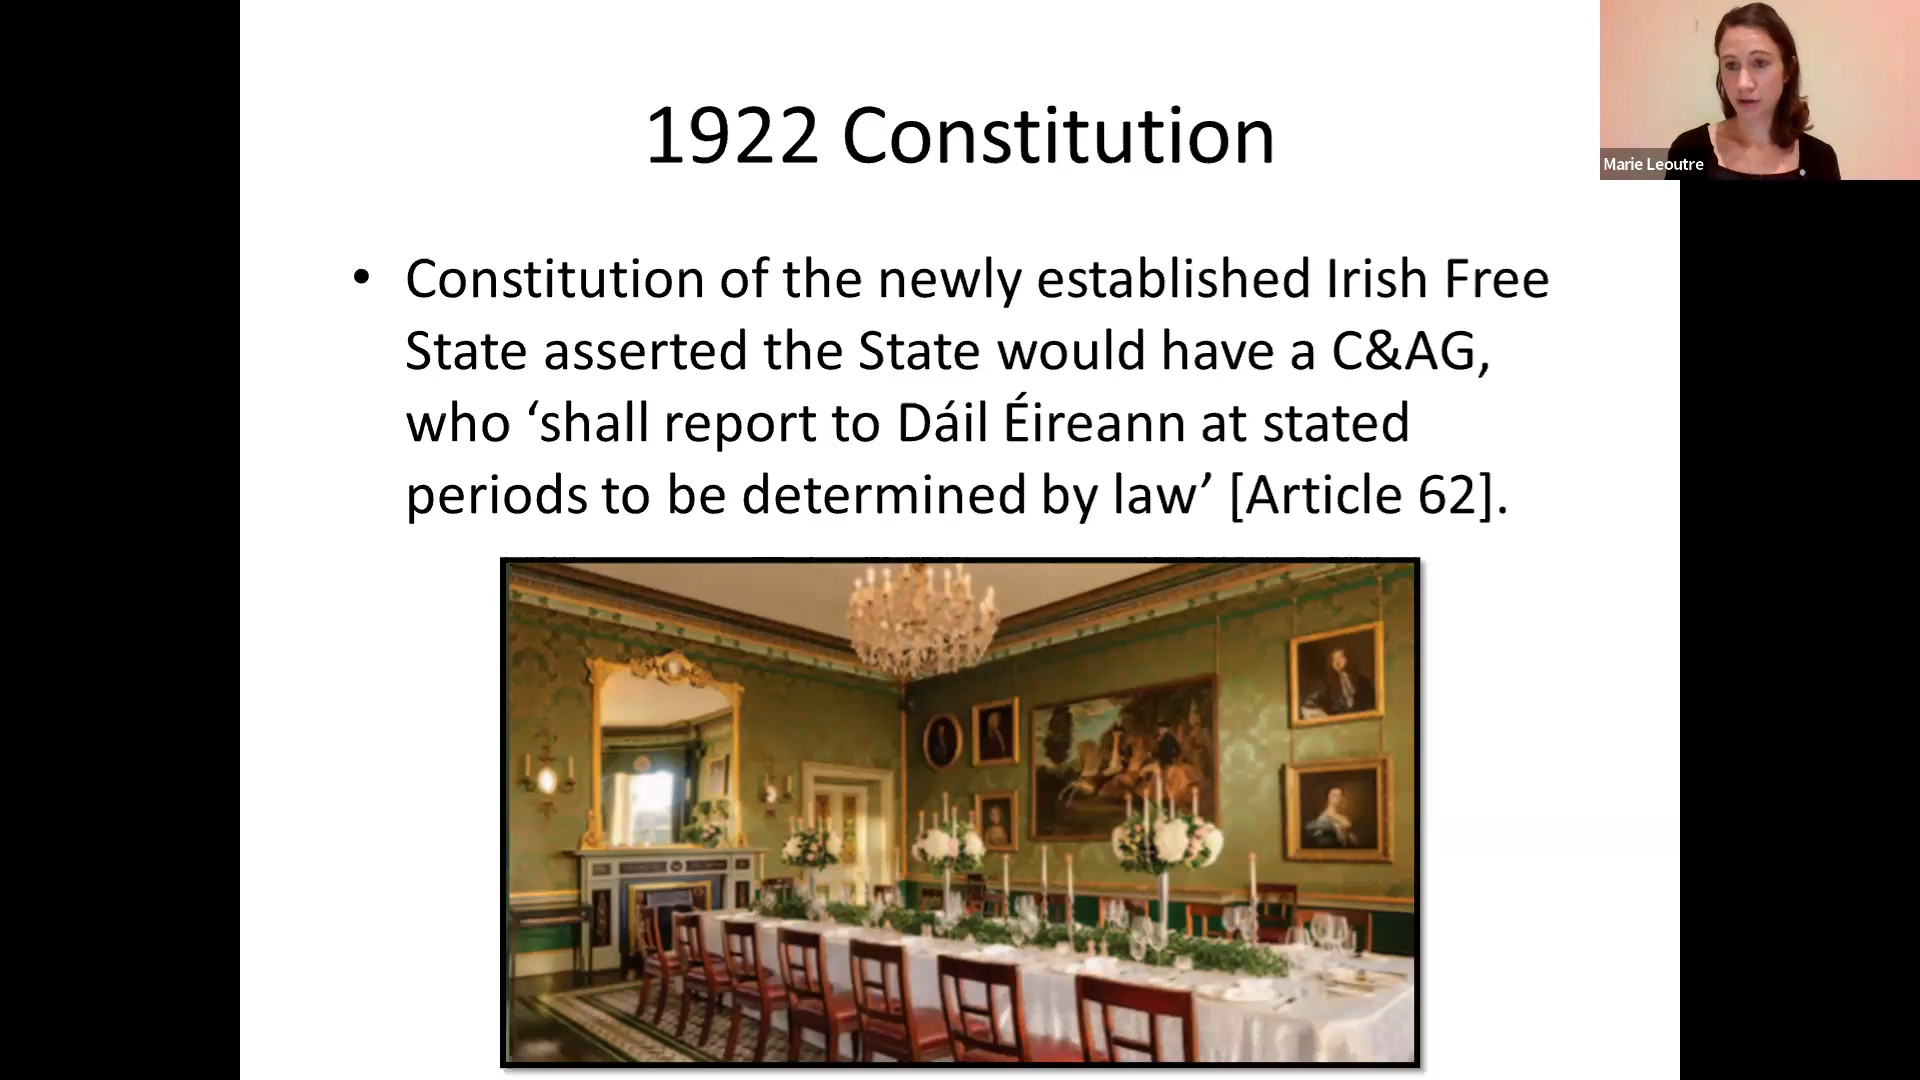 1922 Constitution
• Constitution of the newly established Irish Free
State asserted the State would have a C&AG,
who ‘shall report to Dáil Éireann at stated
periods to be determined by law’ [Article 62].
Marie Leoutre